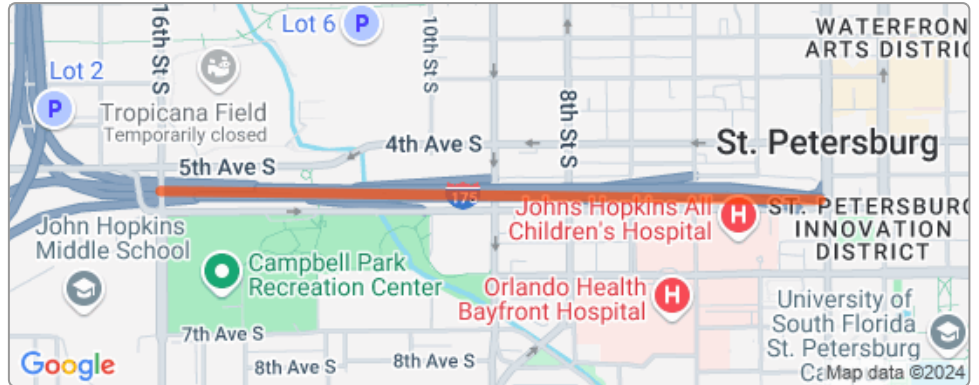 WATERFRON
ARTS DISTRIC
16th St S
Lot 6 P
10th St S
Lot 2
P
Tropicana Field
Temporarily closed
8th St S
4th Ave S
St. Petersburg
5th Ave S
175
Johns Hopkins All
Children's Hospital
H
ST. PETERSBURG
INNOVATION
DISTRICT
John Hopkins
Middle School
Campbell Park
Recreation Center
Orlando Health
Bayfront Hospital
H
University of
South Florida
St. Petersburg
Ca
7th Ave S
8th Ave S
8th Ave S
Google
Map data ©2024